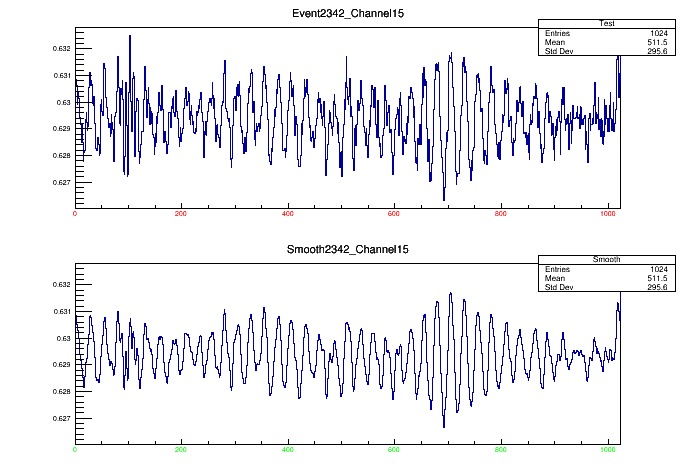 Event2342_Channel15
Test
Entries 1024
Mean 511.5
Std Dev 295.6
0.632
0.631
0.63
0.629
0.628
0.627
0 200 400 600 800 1000
Smooth2342_Channel15
Smooth
Entries 1024
Mean 511.5
Std Dev 295.6
0.632
0.631
0.63
0.629
0.628
0.627
0 200 400 600 800 1000